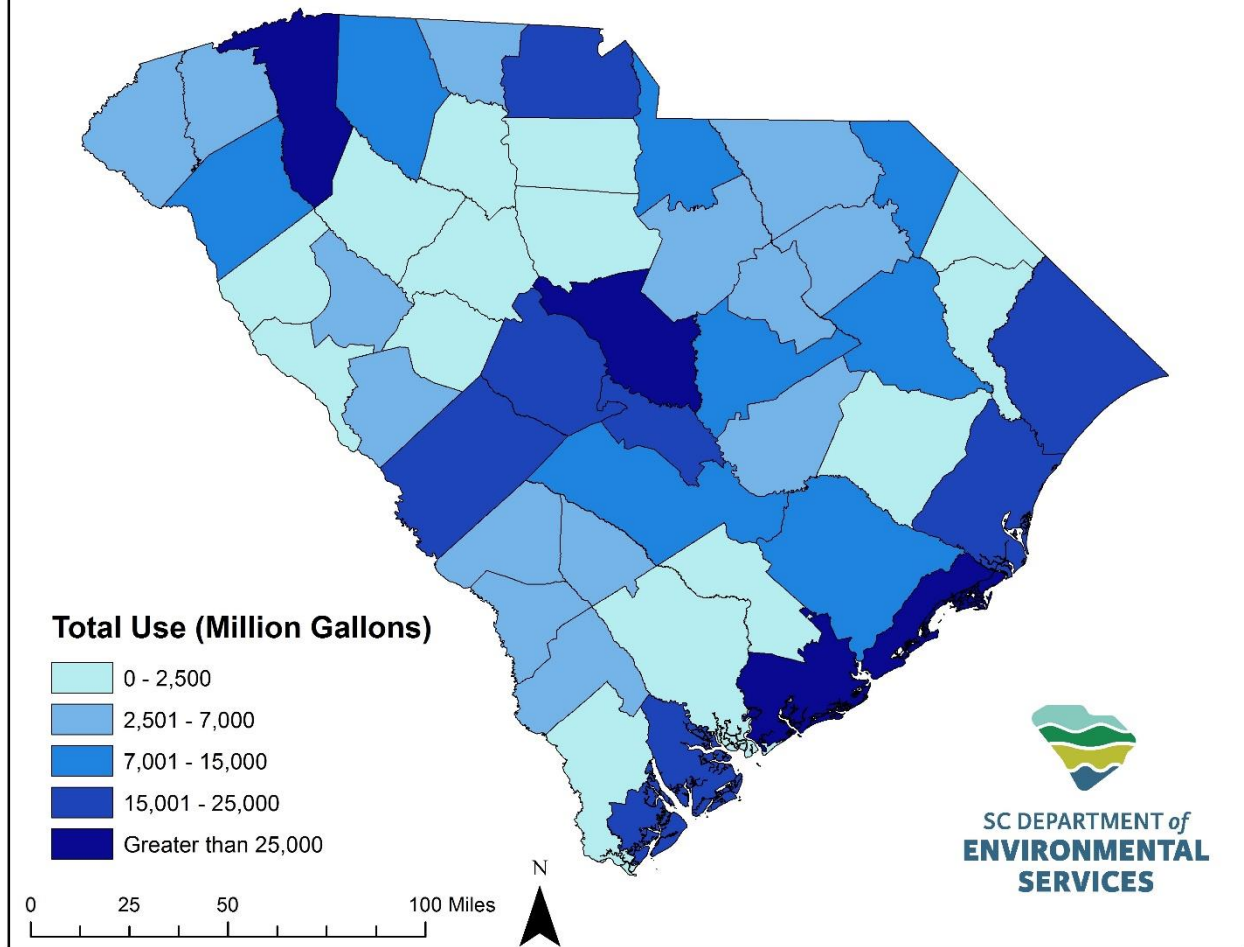 Total Use (Million Gallons)
0 - 2,500
2,501 - 7,000
7,001 - 15,000
15,001 - 25,000
Greater than 25,000
0 25 50 100 Miles
N
SC DEPARTMENT of
ENVIRONMENTAL
SERVICES